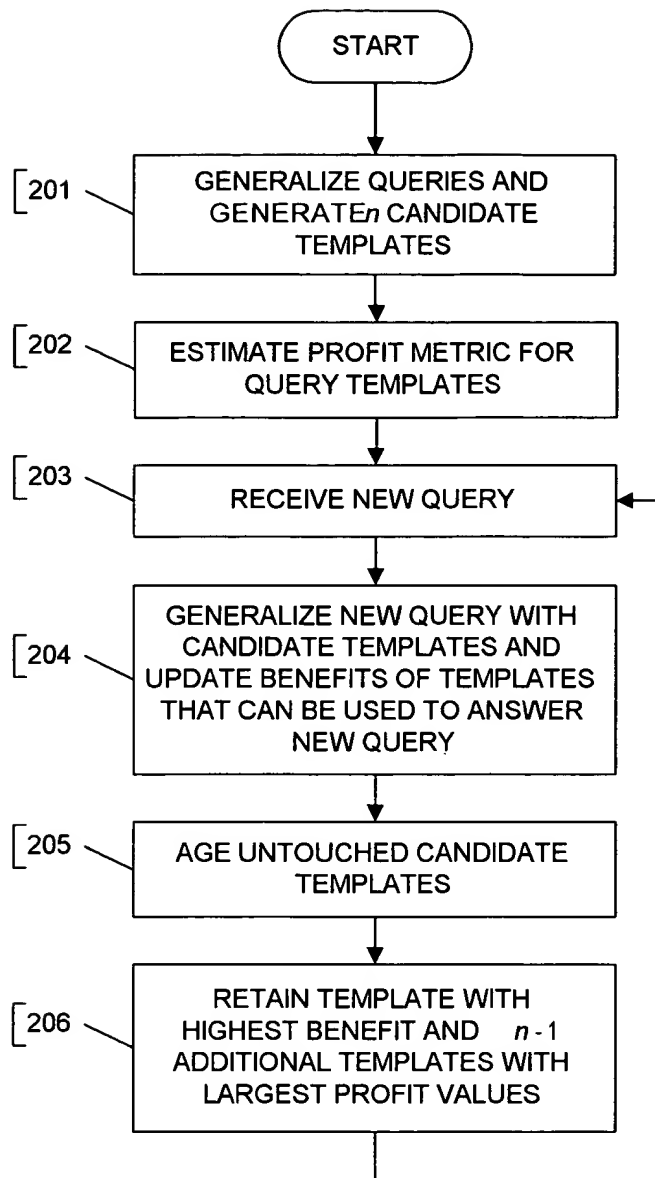 START
[201
GENERALIZE QUERIES AND
GENERATE n CANDIDATE
TEMPLATES
[202
ESTIMATE PROFIT METRIC FOR
QUERY TEMPLATES
[203
RECEIVE NEW QUERY
[204
GENERALIZE NEW QUERY WITH
CANDIDATE TEMPLATES AND
UPDATE BENEFITS OF TEMPLATES
THAT CAN BE USED TO ANSWER
NEW QUERY
[205
AGE UNTOUCHED CANDIDATE
TEMPLATES
[206
RETAIN TEMPLATE WITH
HIGHEST BENEFIT AND n-1
ADDITIONAL TEMPLATES WITH
LARGEST PROFIT VALUES